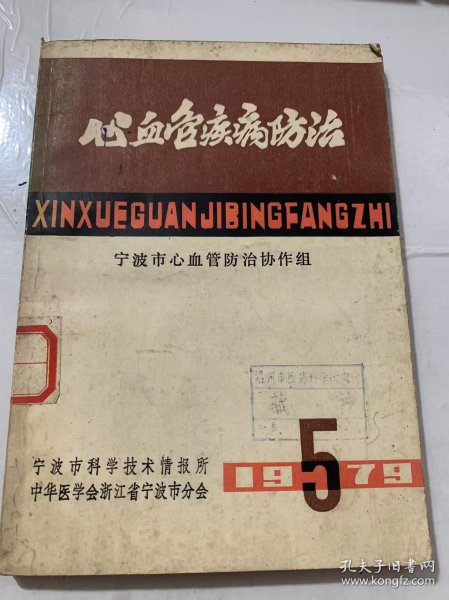 心血管疾病防治
XINXUEGUANJIBINGFANGZHI
宁波市心血管防治协作组
藏
宁波市科学技术情报所
中华医学会浙江省宁波市分会
5
1979
孔夫子旧书网
www.kongfz.com